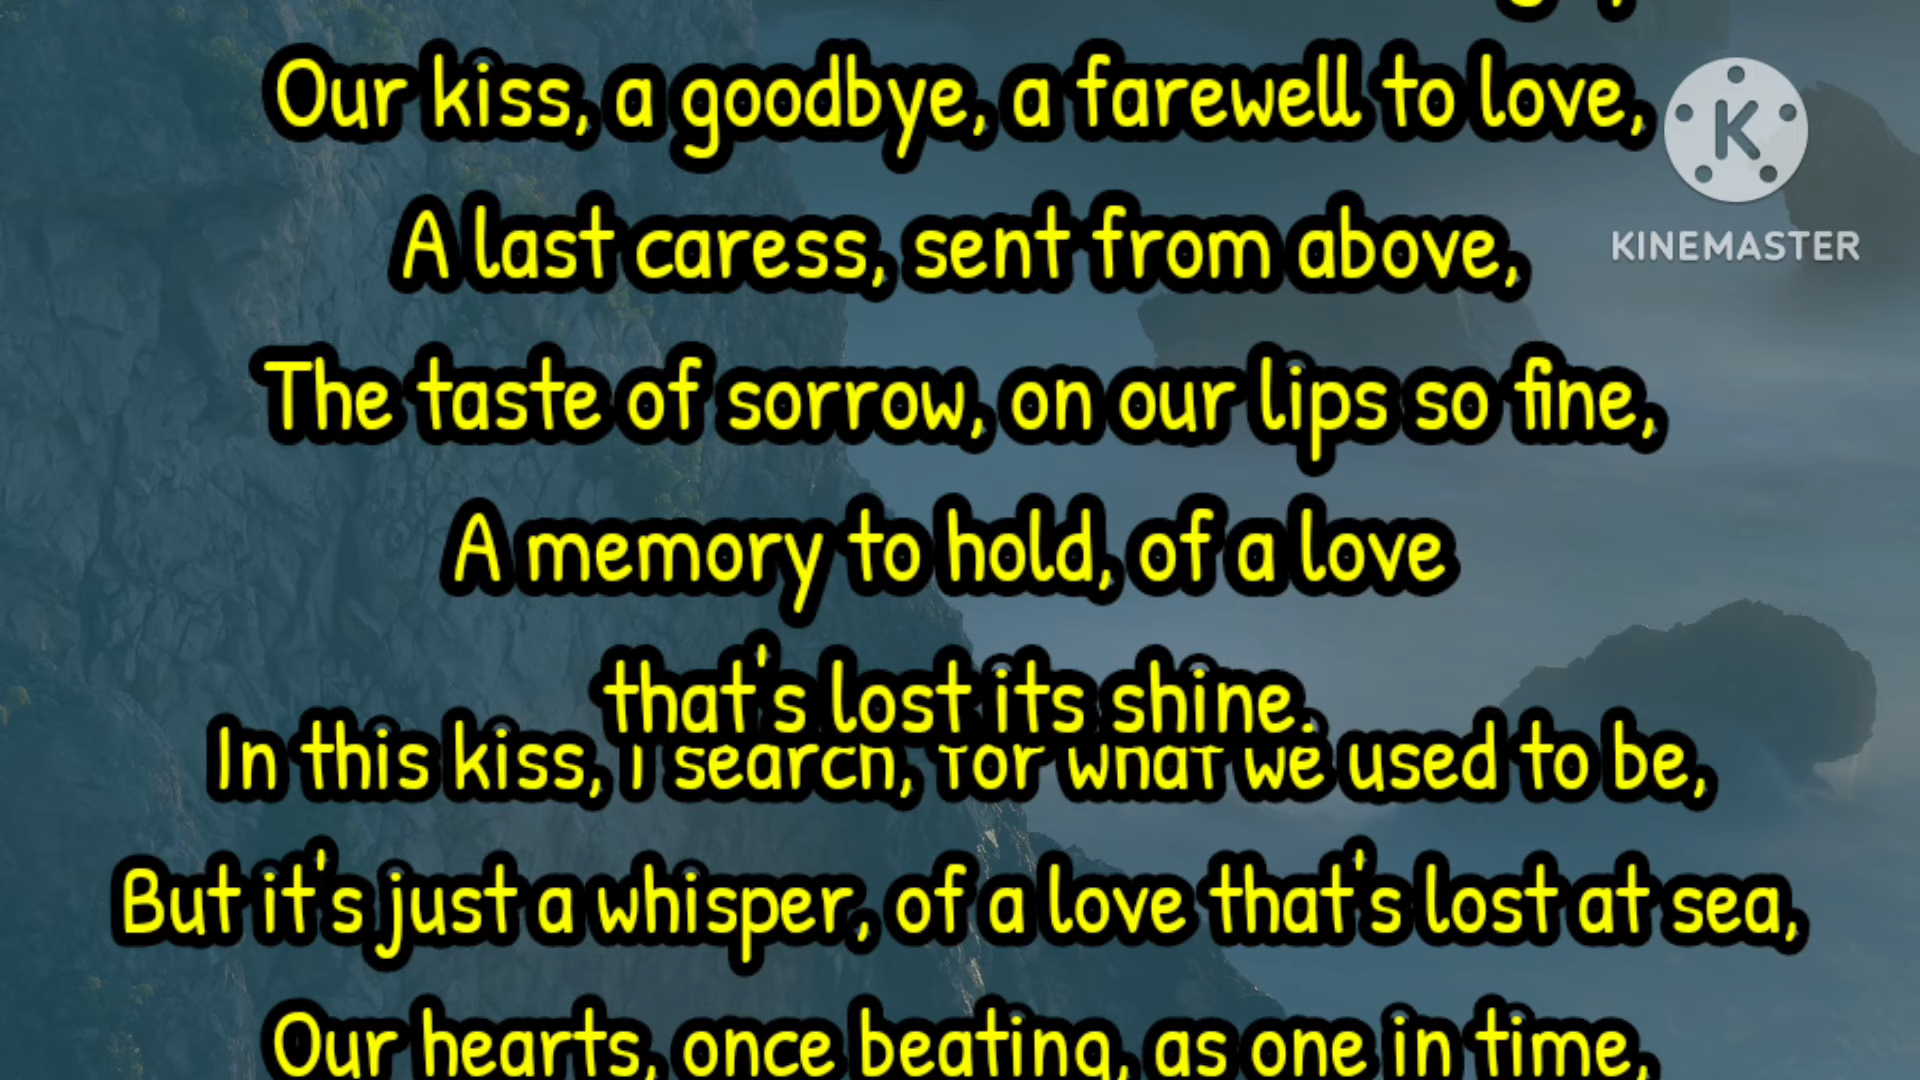 Our kiss, a goodbye, a farewell to love,
A last caress, sent from above,
The taste of sorrow, on our lips so fine,
A memory to hold, of a love
that's lost its shine.
In this kiss, I search, for what we used to be,
But it's just a whisper, of a love that's lost at sea,
Our hearts, once beating, as one in time,
K
KINEMASTER